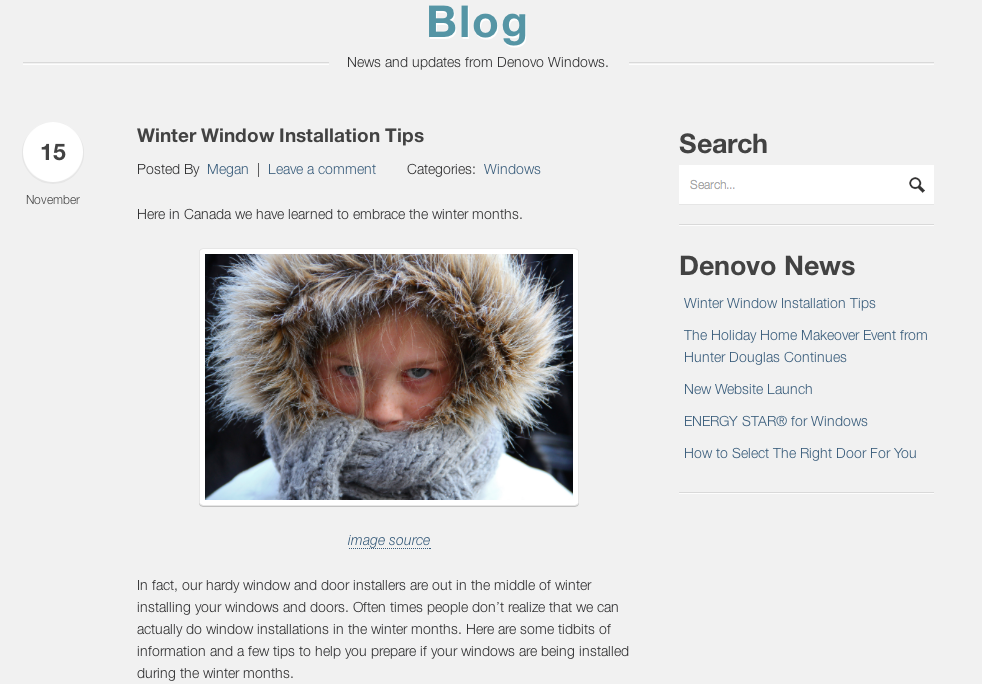 Blog
News and updates from Denovo Windows.
15
November
Winter Window Installation Tips
Posted By Megan | Leave a comment Categories: Windows
Here in Canada we have learned to embrace the winter months.
image source
In fact, our hardy window and door installers are out in the middle of winter
installing your windows and doors. Often times people don't realize that we can
actually do window installations in the winter months. Here are some tidbits of
information and a few tips to help you prepare if your windows are being installed
during the winter months.
Search
Search...
Denovo News
Winter Window Installation Tips
The Holiday Home Makeover Event from
Hunter Douglas Continues
New Website Launch
ENERGY STAR® for Windows
How to Select The Right Door For You